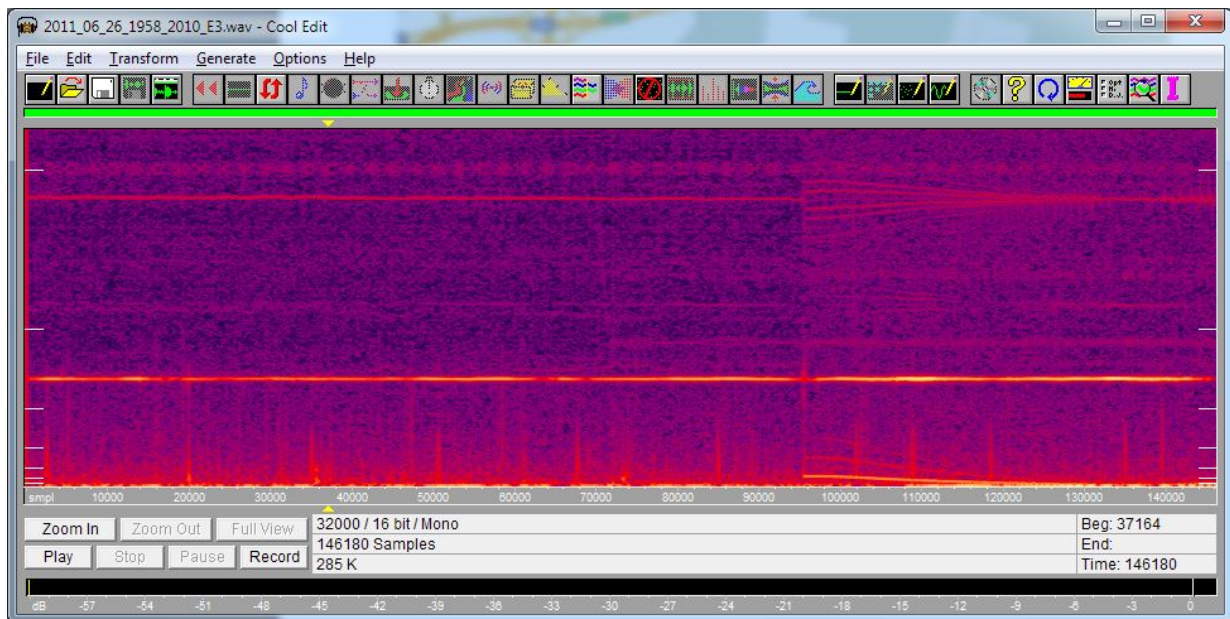 2011_06_26_1958_2010_E3.wav - Cool Edit
File Edit Transform Generate Options Help
smpl 10000 20000 30000 40000 50000 60000 70000 80000 90000 100000 110000 120000 130000 140000
Zoom In Zoom Out Full View 32000 / 16 bit / Mono Beg: 37164
146180 Samples End:
Play Stop Pause Record 285 K Time: 146180
dB -57 -54 -51 -48 -45 -42 -39 -36 -33 -30 -27 -24 -21 -18 -15 -12 -9 -6 -3 0